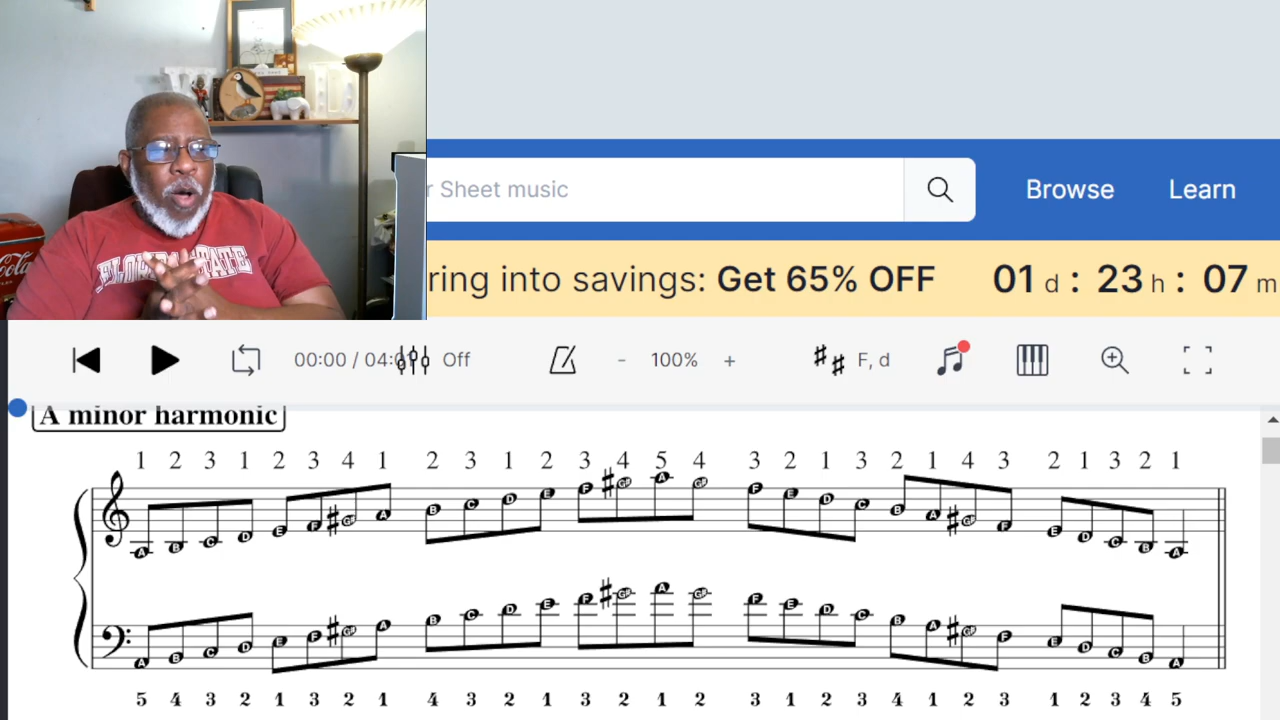 FLORIDA STATE
Cola
r Sheet music
Browse
Learn
ring into savings: Get 65% OFF
01 d : 23 h : 07 m
00:00 / 04:0
Off
- 100% +
F, d
A minor harmonic
1 2 3 1 2 3 4 1 2 3 1 2 3 4 5 4 3 2 1 3 2 1 4 3 2 1 3 2 1
A B C D E F G# A B C D E F G# A G# F E D C B A G# F E D C B A
A B C D E F G# A B C D E F G# A G# F E D C B A G# F E D C B A
5 4 3 2 1 3 2 1 4 3 2 1 3 2 1 2 3 1 2 3 4 1 2 3 1 2 3 4 5